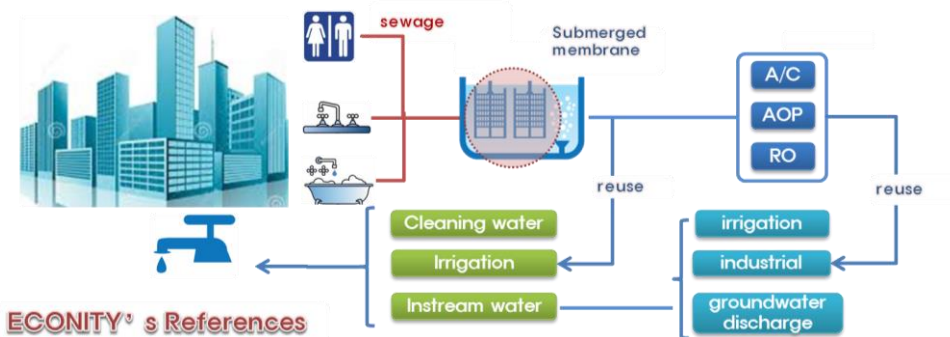 sewage
Submerged
membrane
A/C
AOP
RO
reuse
reuse
Cleaning water
Irrigation
Instream water
irrigation
industrial
groundwater
discharge
ECONITY' s References